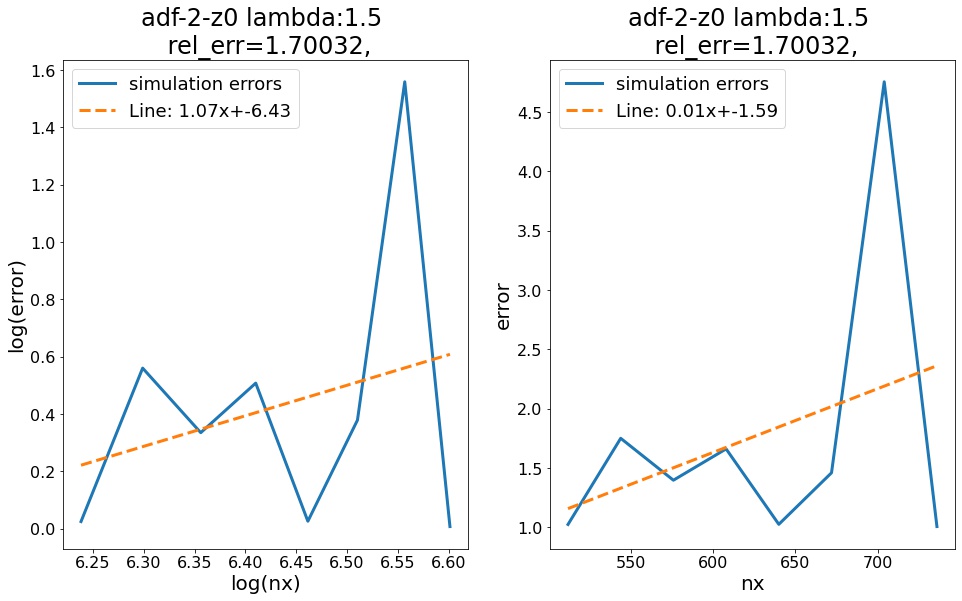 adf-2-z0 lambda:1.5
rel_err=1.70032,
simulation errors
Line: 1.07x+-6.43
log(error)
1.6
1.4
1.2
1.0
0.8
0.6
0.4
0.2
0.0
6.25 6.30 6.35 6.40 6.45 6.50 6.55 6.60
log(nx)
adf-2-z0 lambda:1.5
rel_err=1.70032,
simulation errors
Line: 0.01x+-1.59
error
4.5
4.0
3.5
3.0
2.5
2.0
1.5
1.0
550 600 650 700
nx